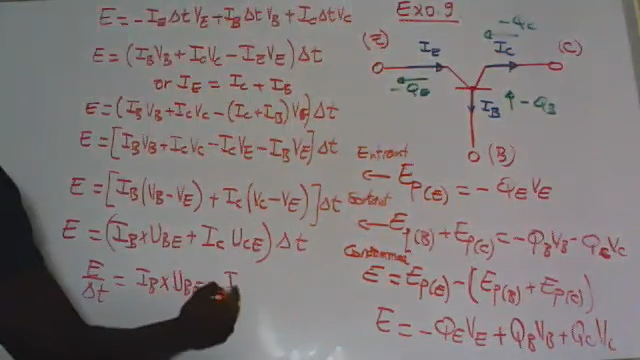 E = -I_E Δt V_E + I_B Δt V_B + I_C Δt V_C
E = (I_B V_B + I_C V_C - I_E V_E) Δt
or I_E = I_C + I_B
E = (I_B V_B + I_C V_C - (I_C + I_B) V_E) Δt
E = [I_B V_B + I_C V_C - I_C V_E - I_B V_E] Δt
E = [I_B (V_B - V_E) + I_C (V_C - V_E)] Δt
E = (I_B × U_BE + I_C U_CE) Δt
E/Δt = I_B × U_BE
EX0.9
-Q_C
(E)
I_E
I_C
(C)
I_B
-Q_B
(B)
Entrant
E_P(E) = -Q_E V_E
Sortant
E_P(B) + E_P(C) = -Q_B V_B - Q_C V_C
E = E_P(E) - (E_P(B) + E_P(C))
E = -Q_E V_E + Q_B V_B + Q_C V_C